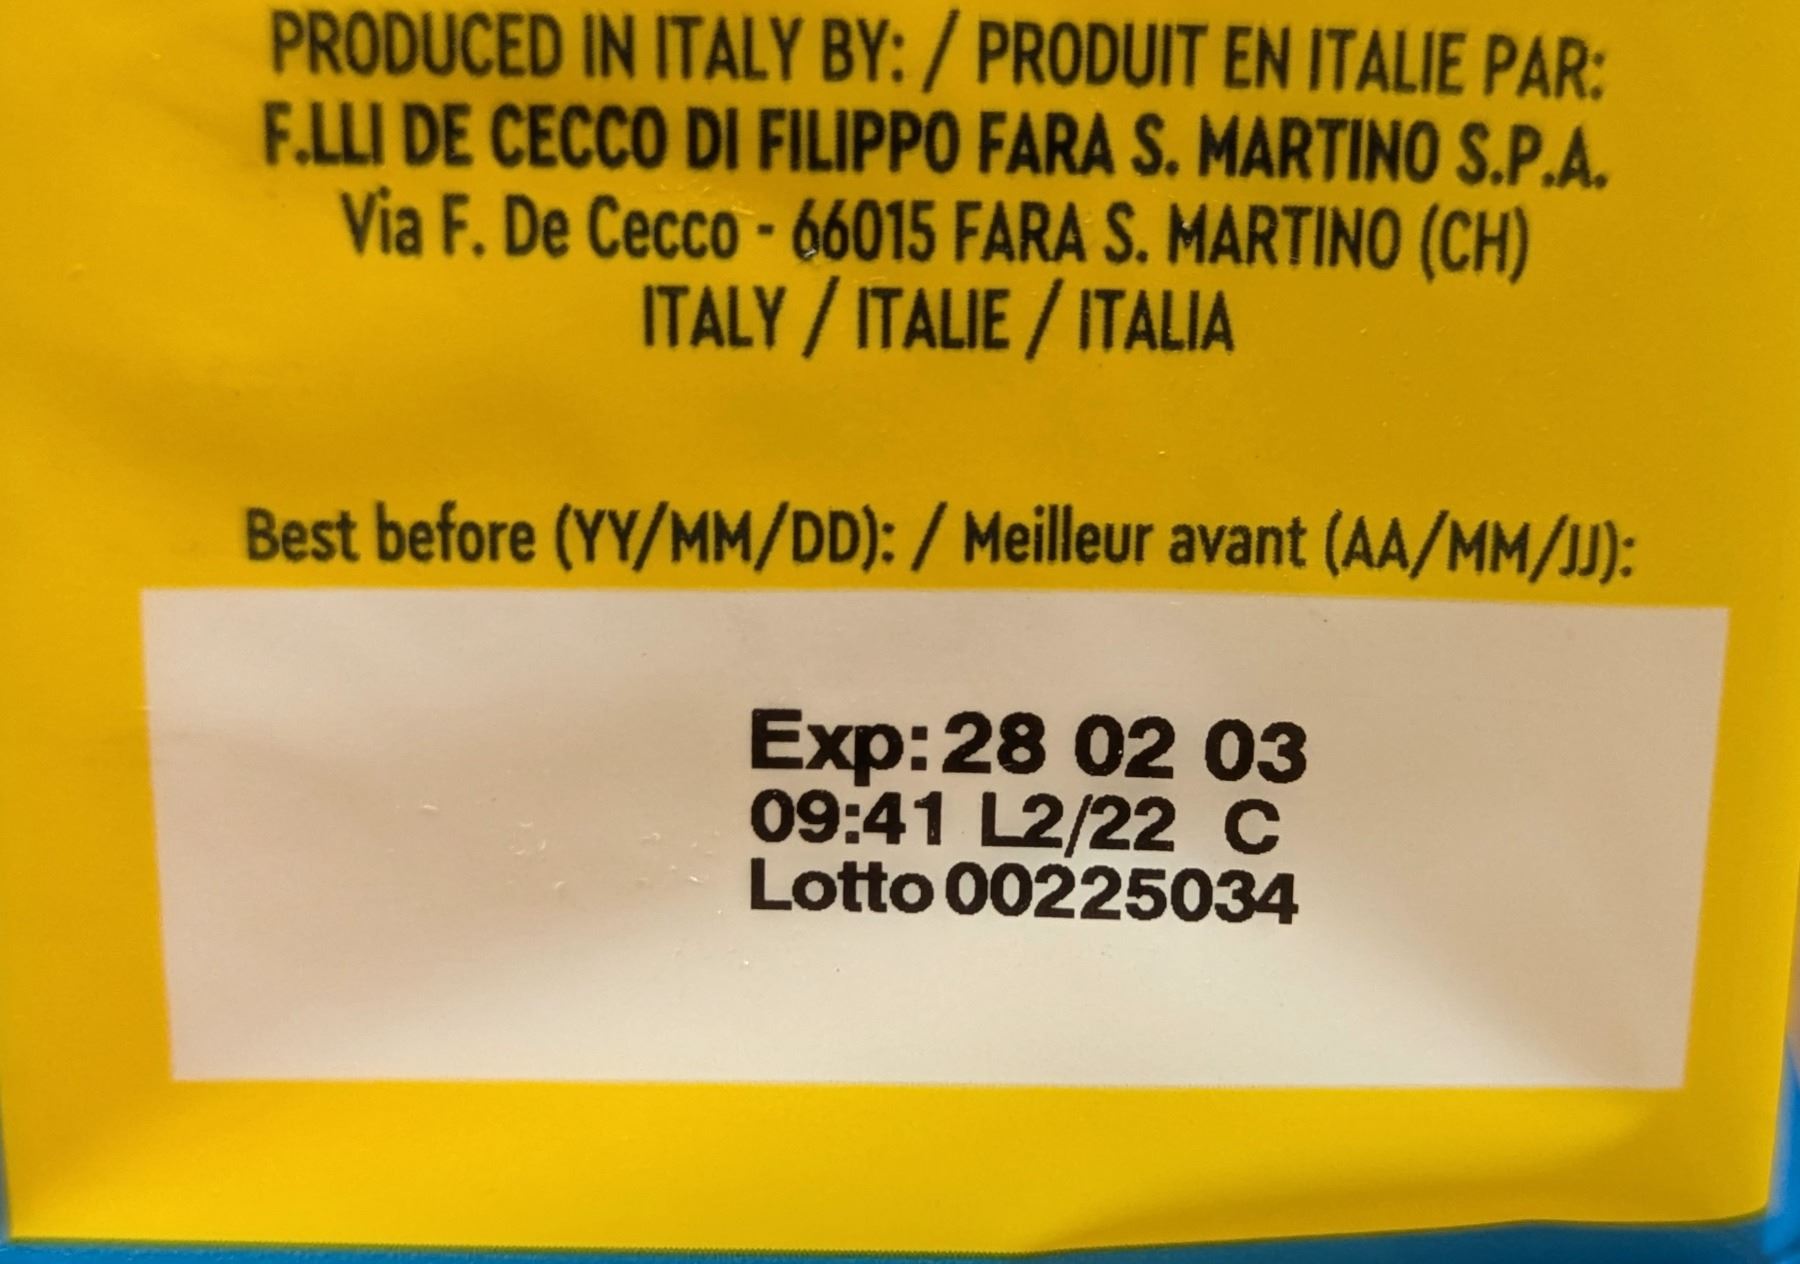 PRODUCED IN ITALY BY: / PRODUIT EN ITALIE PAR:
F.LLI DE CECCO DI FILIPPO FARA S. MARTINO S.P.A.
Via F. De Cecco - 66015 FARA S. MARTINO (CH)
ITALY / ITALIE / ITALIA
Best before (YY/MM/DD): / Meilleur avant (AA/MM/JJ):
Exp: 28 02 03
09:41 L2/22 C
Lotto 00225034